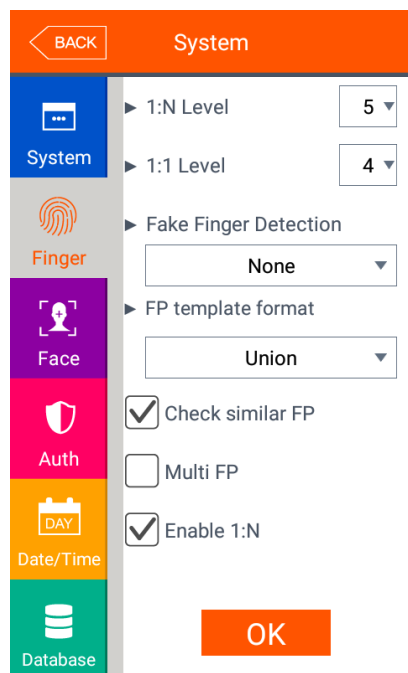 BACK
System
System
Finger
Face
Auth
DAY
Date/Time
Database
1:N Level
5
1:1 Level
4
Fake Finger Detection
None
FP template format
Union
Check similar FP
Multi FP
Enable 1:N
OK